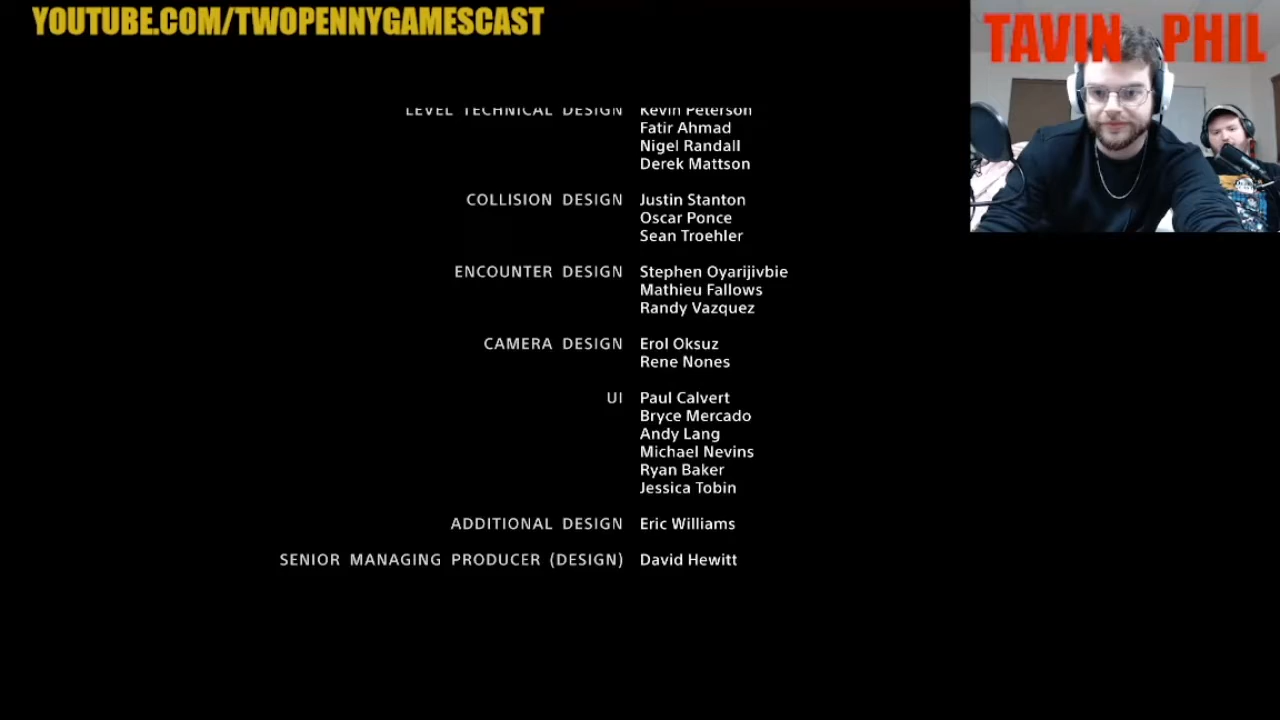 YOUTUBE.COM/TWOPENNYGAMESCAST
TAVIN PHIL
LEVEL TECHNICAL DESIGN Kevin Peterson
Fatir Ahmad
Nigel Randall
Derek Mattson
COLLISION DESIGN Justin Stanton
Oscar Ponce
Sean Troehler
ENCOUNTER DESIGN Stephen Oyarijivbie
Mathieu Fallows
Randy Vazquez
CAMERA DESIGN Erol Oksuz
Rene Nones
UI Paul Calvert
Bryce Mercado
Andy Lang
Michael Nevins
Ryan Baker
Jessica Tobin
ADDITIONAL DESIGN Eric Williams
SENIOR MANAGING PRODUCER (DESIGN) David Hewitt